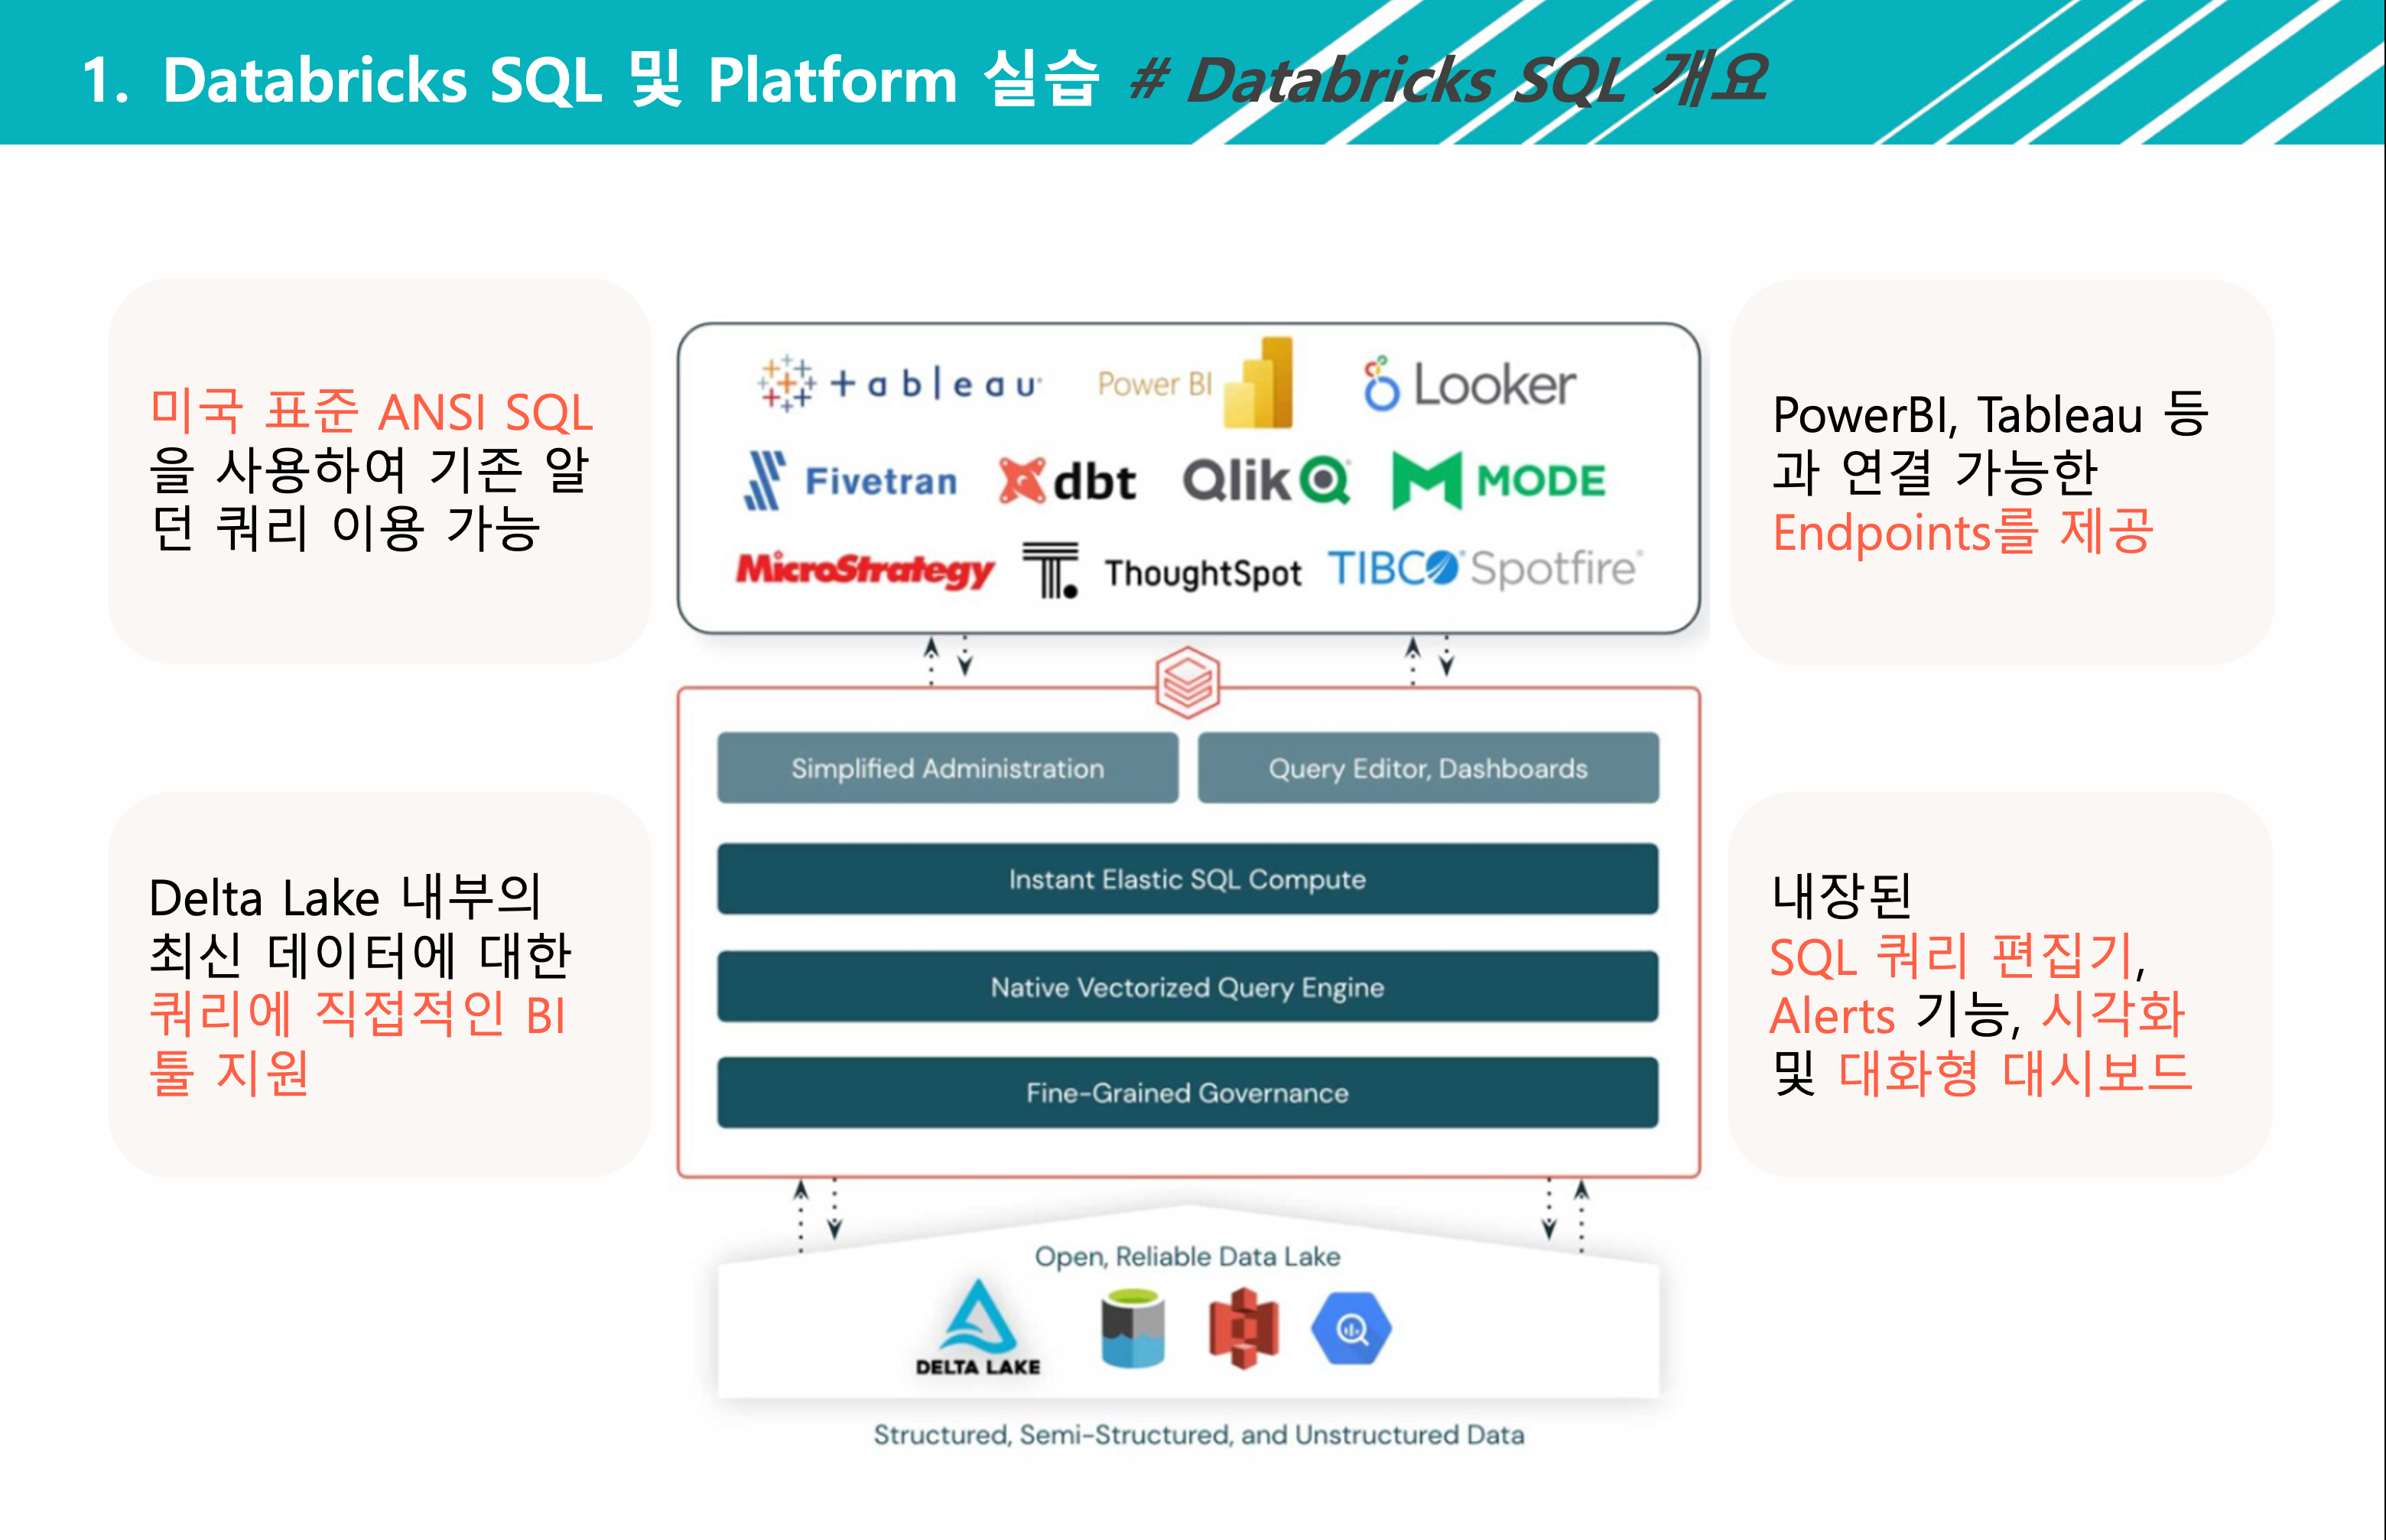 1. Databricks SQL 및 Platform 실습 # Databricks SQL 개요
미국 표준 ANSI SQL
을 사용하여 기존 알
던 쿼리 이용 가능
Delta Lake 내부의
최신 데이터에 대한
쿼리에 직접적인 BI
툴 지원
+ableau
Power BI
Looker
Fivetran
dbt
Qlik
MODE
MicroStrategy
T.
ThoughtSpot
TIBCO Spotfire
Simplified Administration
Query Editor, Dashboards
Instant Elastic SQL Compute
Native Vectorized Query Engine
Fine-Grained Governance
Open, Reliable Data Lake
DELTA LAKE
Structured, Semi-Structured, and Unstructured Data
PowerBI, Tableau 등
과 연결 가능한
Endpoints를 제공
내장된
SQL 쿼리 편집기,
Alerts 기능, 시각화
및 대화형 대시보드